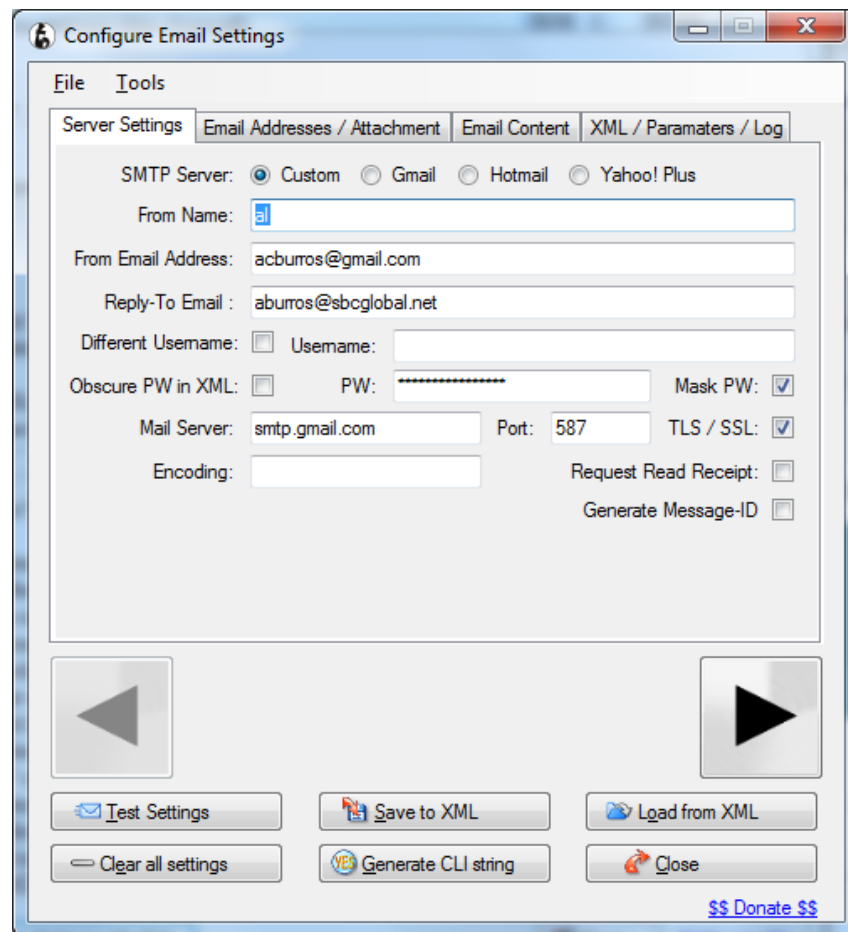 Configure Email Settings
File Tools
Server Settings Email Addresses / Attachment Email Content XML / Paramaters / Log
SMTP Server: Custom Gmail Hotmail Yahoo! Plus
From Name: al
From Email Address: acburros@gmail.com
Reply-To Email : aburros@sbcglobal.net
Different Username: Username:
Obscure PW in XML: PW: **************** Mask PW:
Mail Server: smtp.gmail.com Port: 587 TLS / SSL:
Encoding: Request Read Receipt:
Generate Message-ID
Test Settings Save to XML Load from XML
Clear all settings YES Generate CLI string Close
$$ Donate $$